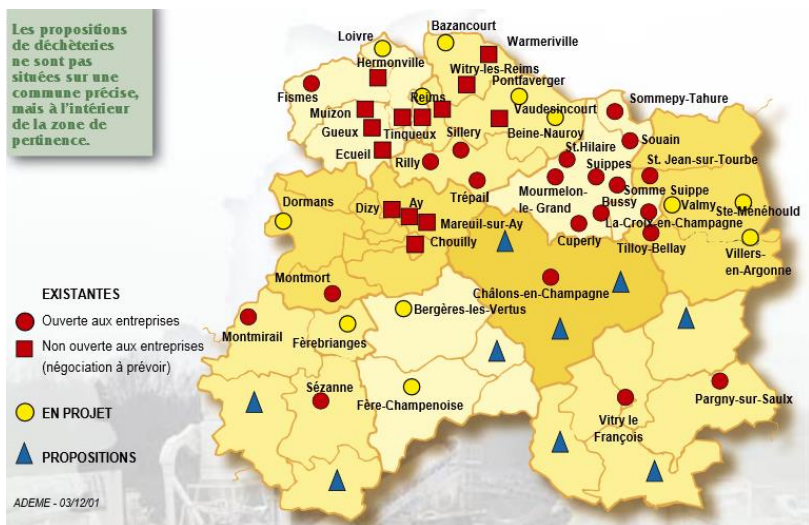 Les propositions
de déchèteries
ne sont pas
situées sur une
commune précise,
mais à l'intérieur
de la zone de
pertinence.
Bazancourt
Loivre
Warmeriville
Hermonville
Witry-les-Reims
Pontfaverger
Fismes
Reims
Vaudesincourt
Sommepy-Tahure
Muizon
Gueux
Tinqueux
Sillery
Beine-Nauroy
Souain
Ecueil
Rilly
St.Hilaire
Suippes
St. Jean-sur-Tourbe
Trépail
Mourmelon-
le-Grand
Somme Suippe
Dormans
Dizy
Ay
Bussy
Valmy
Ste-Ménéhould
Mareuil-sur-Ay
La-Croix-en-Champagne
Chouilly
Cuperly
Tilloy-Bellay
Villers-
en-Argonne
Montmort
Châlons-en-Champagne
EXISTANTES
Ouverte aux entreprises
Non ouverte aux entreprises
(négociation à prévoir)
EN PROJET
PROPOSITIONS
Bergères-les-Vertus
Montmirail
Fèrebrianges
Sézanne
Fère-Champenoise
Vitry le
François
Pargny-sur-Saulx
ADEME - 03/12/01